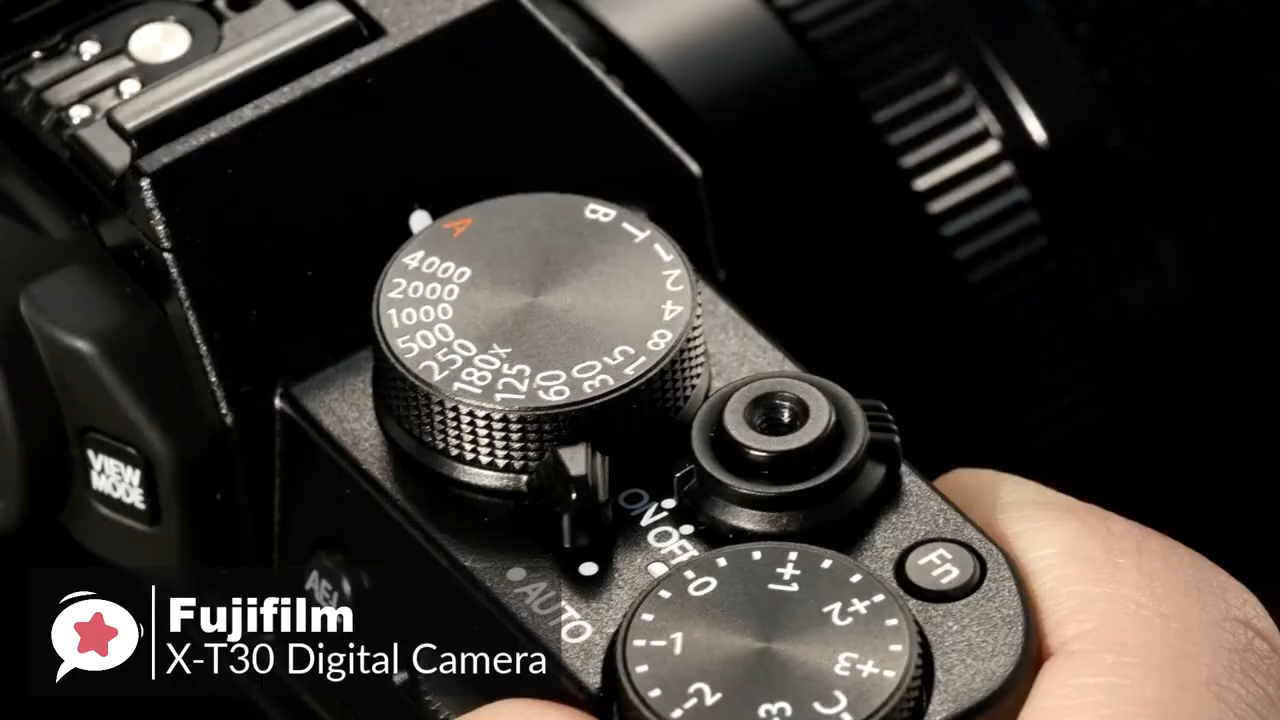 A
B
T
1
2
4
8
15
30
60
125
180x
250
500
1000
2000
4000
VIEW
MODE
ON
OFF
AUTO
Fn
0
+1
+2
+3
C
-1
-2
-3
Fujifilm
X-T30 Digital Camera